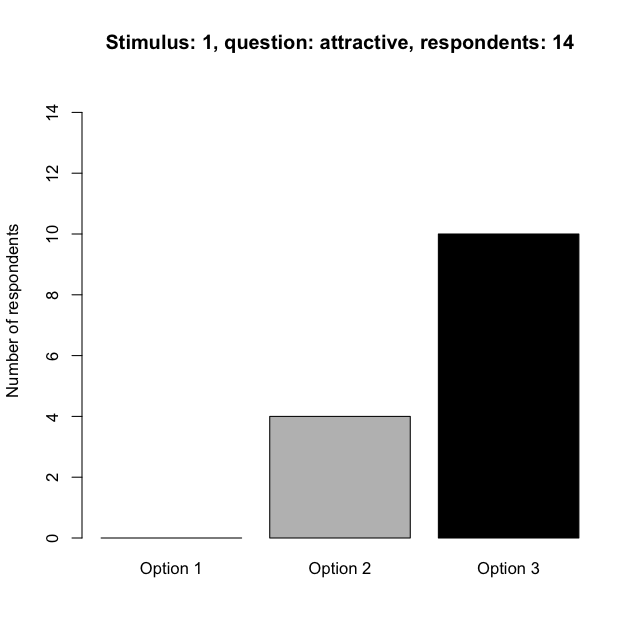 Stimulus: 1, question: attractive, respondents: 14
Number of respondents
14
12
10
8
6
4
2
0
Option 1
Option 2
Option 3